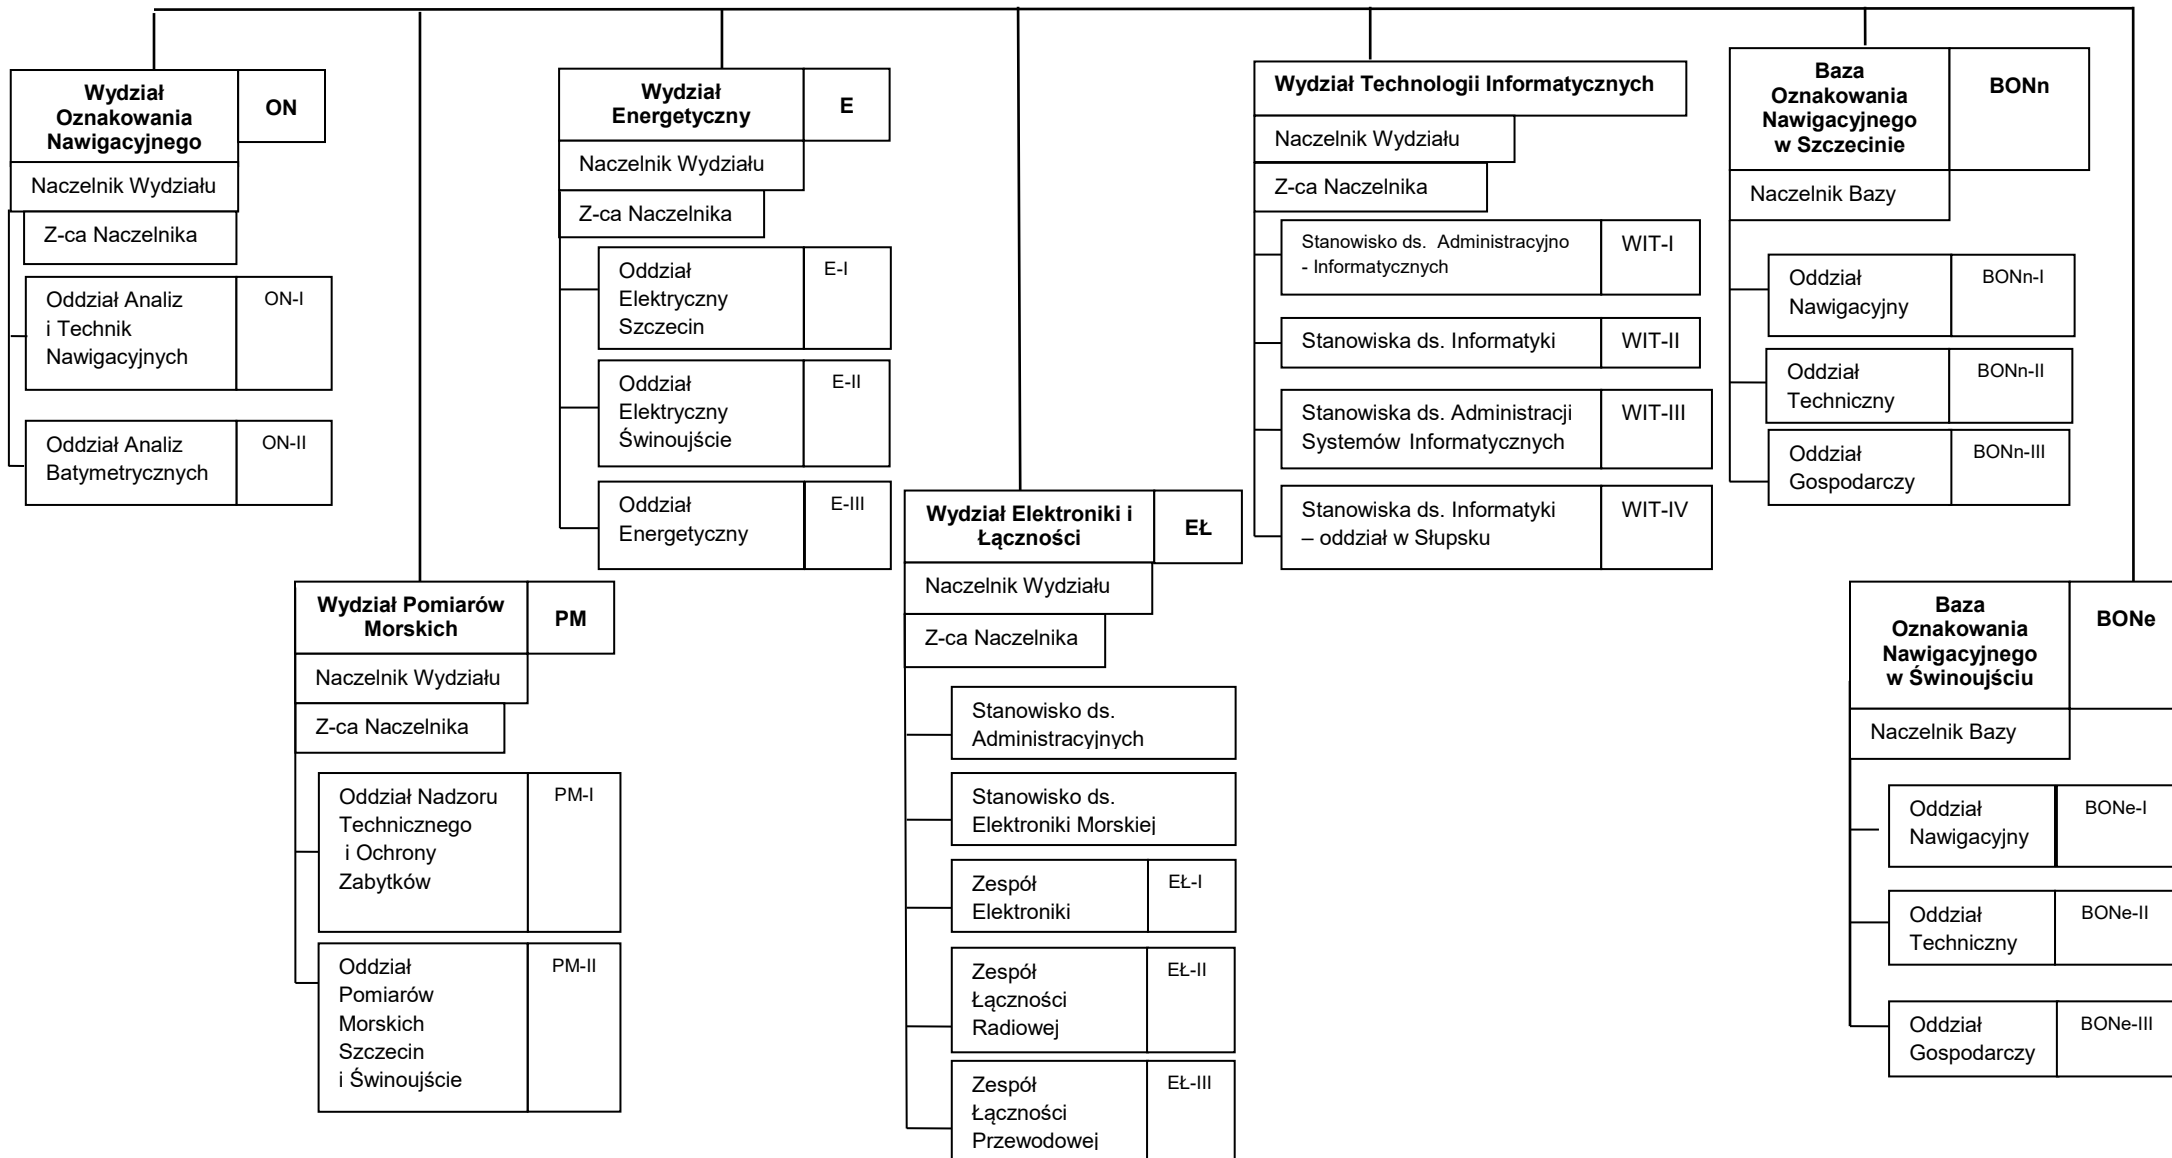 Wydział
Oznakowania
Nawigacyjnego
ON
Naczelnik Wydziału
Z-ca Naczelnika
Oddział Analiz
i Technik
Nawigacyjnych
ON-I
Oddział Analiz
Batymetrycznych
ON-II
Wydział Pomiarów
Morskich
PM
Naczelnik Wydziału
Z-ca Naczelnika
Oddział Nadzoru
Technicznego
i Ochrony
Zabytków
PM-I
Oddział
Pomiarów
Morskich
Szczecin
i Świnoujście
PM-II
Wydział
Energetyczny
E
Naczelnik Wydziału
Z-ca Naczelnika
Oddział
Elektryczny
Szczecin
E-I
Oddział
Elektryczny
Świnoujście
E-II
Oddział
Energetyczny
E-III
Wydział Elektroniki i
Łączności
EŁ
Naczelnik Wydziału
Z-ca Naczelnika
Stanowisko ds.
Administracyjnych
Stanowisko ds.
Elektroniki Morskiej
Zespół
Elektroniki
EŁ-I
Zespół
Łączności
Radiowej
EŁ-II
Zespół
Łączności
Przewodowej
EŁ-III
Wydział Technologii Informatycznych
Naczelnik Wydziału
Z-ca Naczelnika
Stanowisko ds. Administracyjno
- Informatycznych
WIT-I
Stanowiska ds. Informatyki
WIT-II
Stanowiska ds. Administracji
Systemów Informatycznych
WIT-III
Stanowiska ds. Informatyki
– oddział w Słupsku
WIT-IV
Baza
Oznakowania
Nawigacyjnego
w Szczecinie
BONn
Naczelnik Bazy
Oddział
Nawigacyjny
BONn-I
Oddział
Techniczny
BONn-II
Oddział
Gospodarczy
BONn-III
Baza
Oznakowania
Nawigacyjnego
w Świnoujściu
BONe
Naczelnik Bazy
Oddział
Nawigacyjny
BONe-I
Oddział
Techniczny
BONe-II
Oddział
Gospodarczy
BONe-III